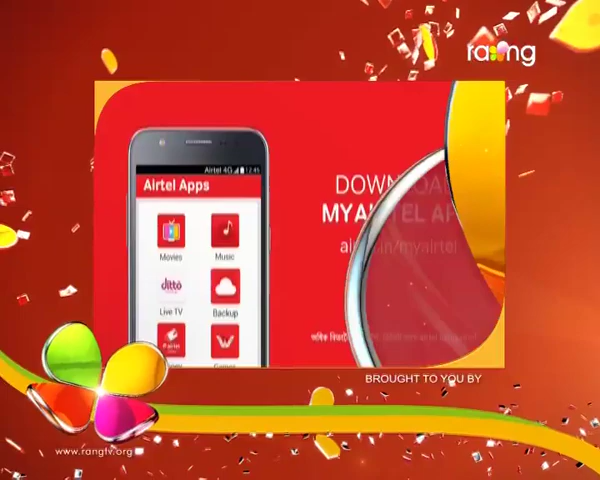 rang
Airtel 4G 12:45
Airtel Apps
Movies
Music
ditto
Live TV
Backup
DOWNLOAD
MYAIRTEL AP
airtel.in/myairtel
BROUGHT TO YOU BY
www.rangtv.org